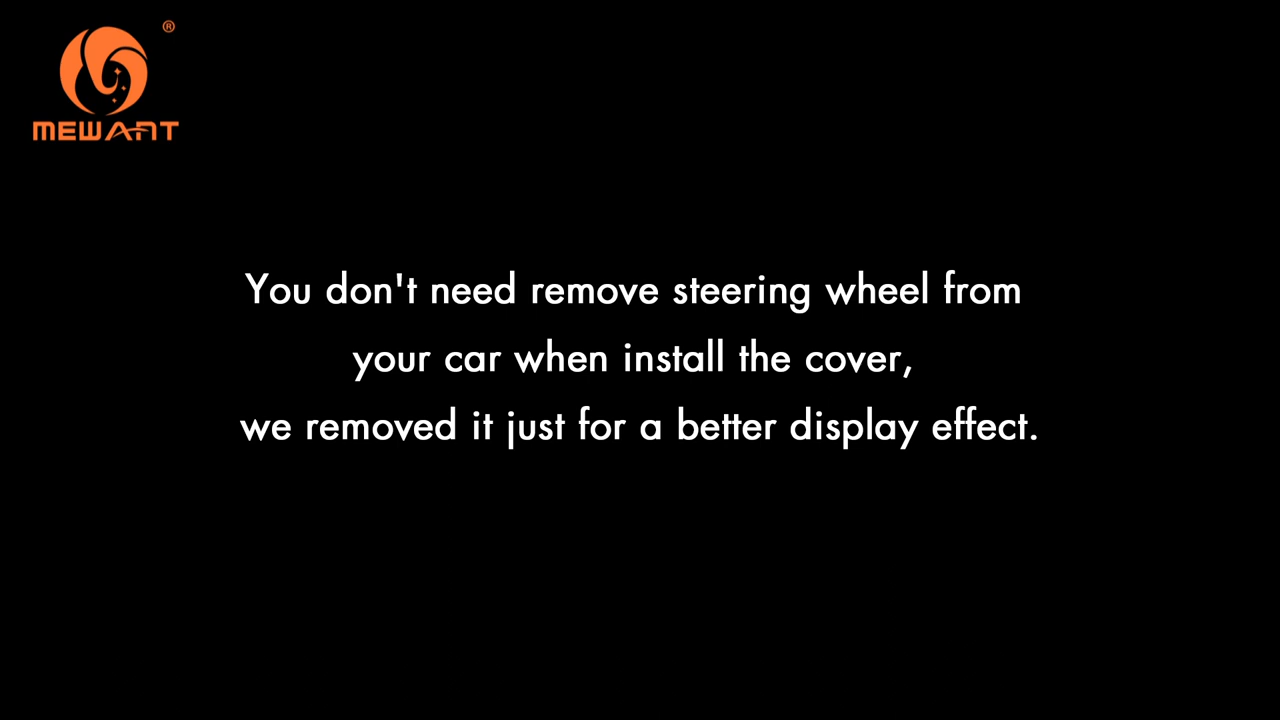 ®
MEWANT
You don't need remove steering wheel from
your car when install the cover,
we removed it just for a better display effect.